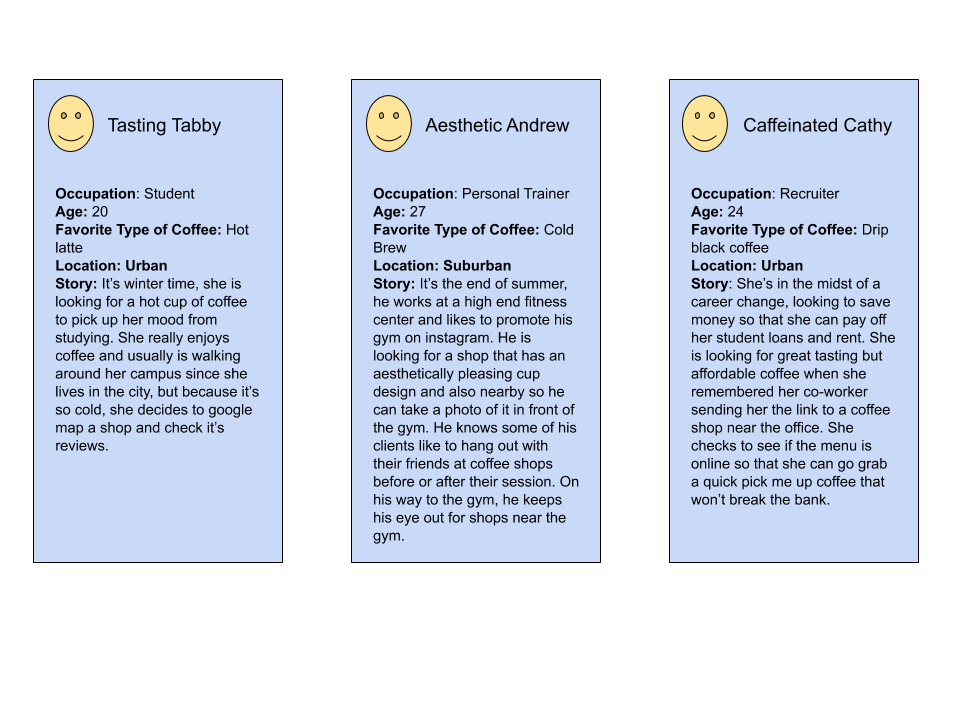 Tasting Tabby
Occupation: Student
Age: 20
Favorite Type of Coffee: Hot
latte
Location: Urban
Story: It’s winter time, she is
looking for a hot cup of coffee
to pick up her mood from
studying. She really enjoys
coffee and usually is walking
around her campus since she
lives in the city, but because it’s
so cold, she decides to google
map a shop and check it’s
reviews.
Aesthetic Andrew
Occupation: Personal Trainer
Age: 27
Favorite Type of Coffee: Cold
Brew
Location: Suburban
Story: It’s the end of summer,
he works at a high end fitness
center and likes to promote his
gym on instagram. He is
looking for a shop that has an
aesthetically pleasing cup
design and also nearby so he
can take a photo of it in front of
the gym. He knows some of his
clients like to hang out with
their friends at coffee shops
before or after their session. On
his way to the gym, he keeps
his eye out for shops near the
gym.
Caffeinated Cathy
Occupation: Recruiter
Age: 24
Favorite Type of Coffee: Drip
black coffee
Location: Urban
Story: She’s in the midst of a
career change, looking to save
money so that she can pay off
her student loans and rent. She
is looking for great tasting but
affordable coffee when she
remembered her co-worker
sending her the link to a coffee
shop near the office. She
checks to see if the menu is
online so that she can go grab
a quick pick me up coffee that
won’t break the bank.